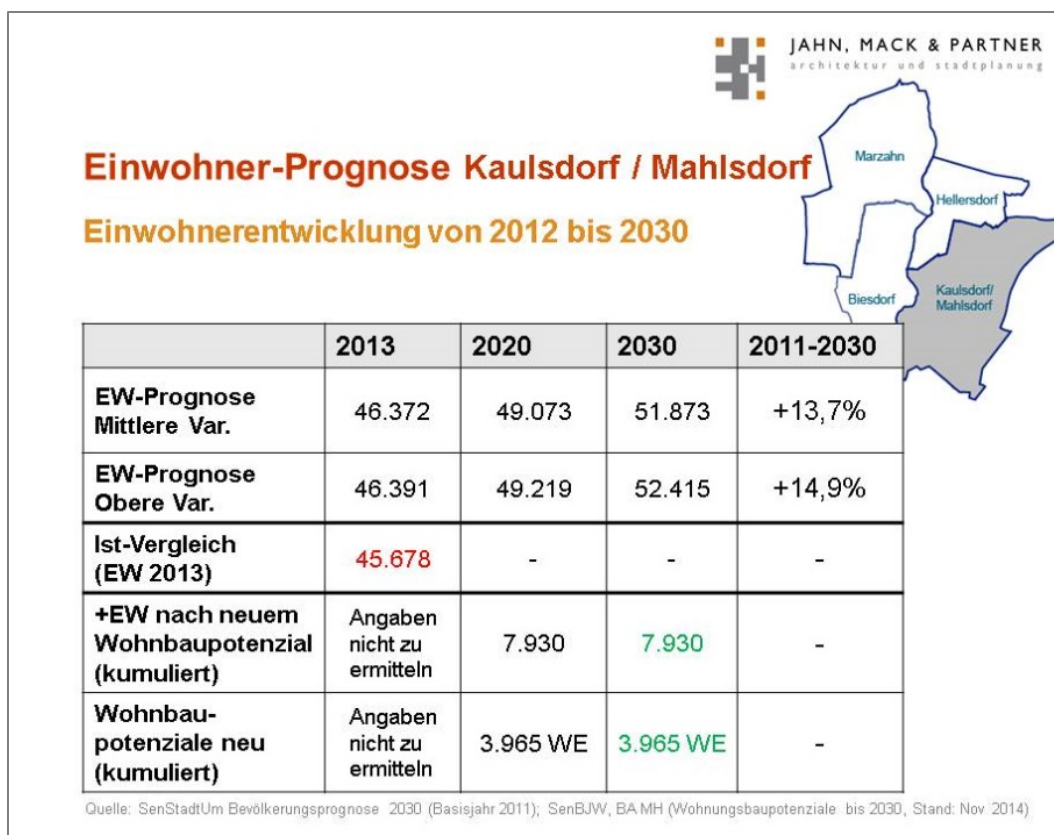 JAHN, MACK & PARTNER
architektur und stadtplanung
Einwohner-Prognose Kaulsdorf / Mahlsdorf
Einwohnerentwicklung von 2012 bis 2030
Marzahn
Hellersdorf
Biesdorf
Kaulsdorf/
Mahlsdorf
2013 2020 2030 2011-2030
EW-Prognose
Mittlere Var.
46.372 49.073 51.873 +13,7%
EW-Prognose
Obere Var.
46.391 49.219 52.415 +14,9%
Ist-Vergleich
(EW 2013)
45.678 - - -
+EW nach neuem
Wohnbaupotenzial
(kumuliert)
Angaben
nicht zu
ermitteln
7.930 7.930 -
Wohnbau-
potenziale neu
(kumuliert)
Angaben
nicht zu
ermitteln
3.965 WE 3.965 WE -
Quelle: SenStadtUm Bevölkerungsprognose 2030 (Basisjahr 2011); SenBJW, BA MH (Wohnungsbaupotenziale bis 2030, Stand: Nov. 2014)